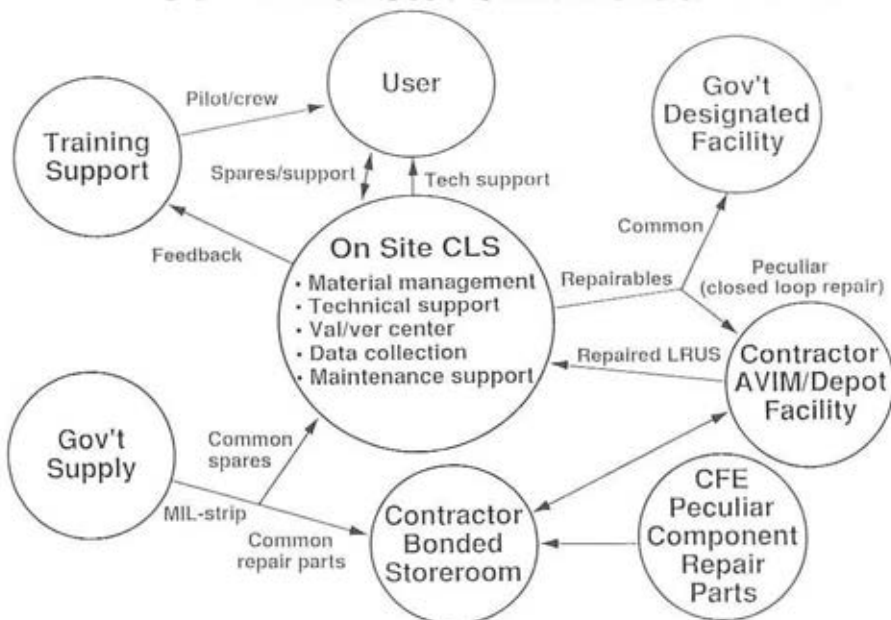 User
Gov't
Designated
Facility
Training
Support
Pilot/crew
Spares/support
Tech support
Feedback
Common
On Site CLS
• Material management
• Technical support
• Val/ver center
• Data collection
• Maintenance support
Repairables
Peculiar
(closed loop repair)
Repaired LRUS
Contractor
AVIM/Depot
Facility
Gov't
Supply
Common
spares
MIL-strip
Common
repair parts
Contractor
Bonded
Storeroom
CFE
Peculiar
Component
Repair
Parts